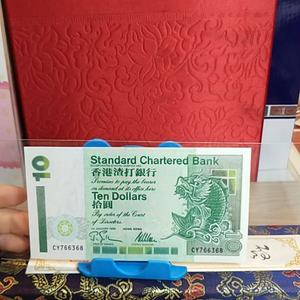 10
Standard Chartered Bank
香港渣打銀行
Promises to pay the bearer
on demand at its office here
Ten Dollars
拾圓
By order of the Court
of Directors
HONG KONG
CY766368
CY766368